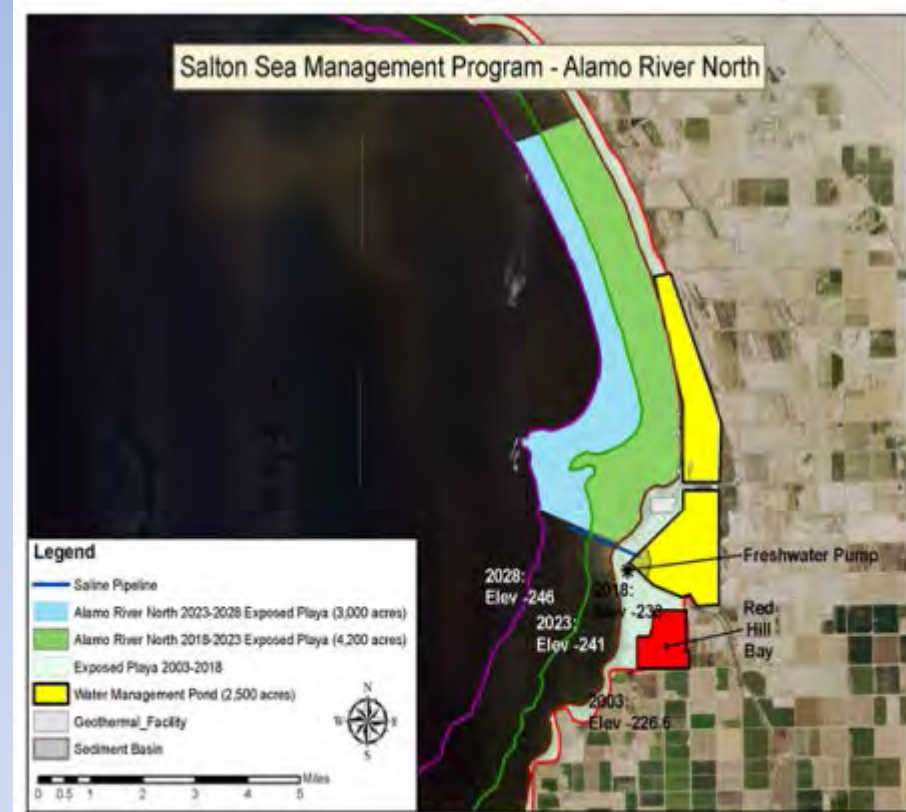 Salton Sea Management Program - Alamo River North
Freshwater Pump
2028:
Elev -246
2018:
2023:
Elev -241
Red
Hill
Bay
2003:
Elev -226.6
Legend
Saline Pipeline
Alamo River North 2023-2028 Exposed Playa (3,000 acres)
Alamo River North 2018-2023 Exposed Playa (4,200 acres)
Exposed Playa 2003-2018
Water Management Pond (2,500 acres)
Geothermal_Facility
Sediment Basin
N
W
E
S
Miles
0 0.5 1 2 3 4 5